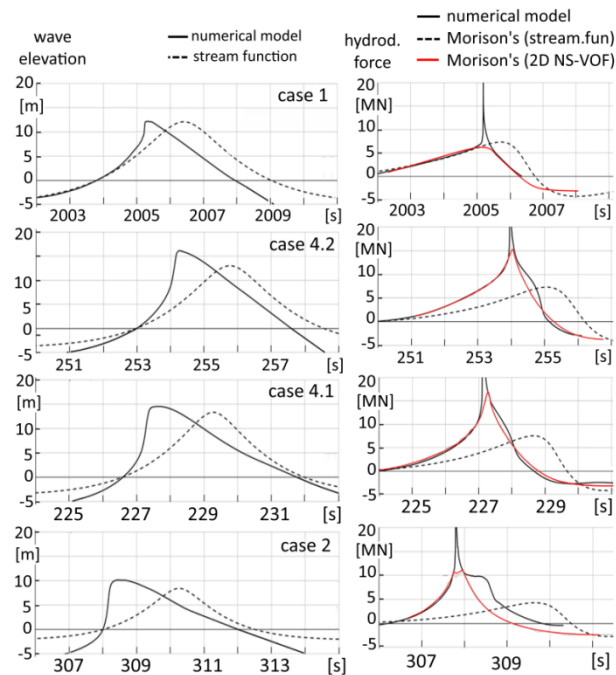 wave
elevation
numerical model
stream function
hydrod.
force
numerical model
Morison's (stream.fun)
Morison's (2D NS-VOF)
20
[m]
10
5
0
-5
case 1
2003 2005 2007 2009 [s]
20
[MN]
10
5
0
-5
2003 2005 2007 [s]
20
[m]
10
5
0
-5
case 4.2
251 253 255 257 [s]
20
[MN]
10
5
0
-5
251 253 255 [s]
20
[m]
10
5
0
-5
case 4.1
225 227 229 231 [s]
20
[MN]
10
5
0
-5
225 227 229 [s]
20
[m]
10
5
0
-5
case 2
307 309 311 313 [s]
20
[MN]
10
5
0
-5
307 309 [s]